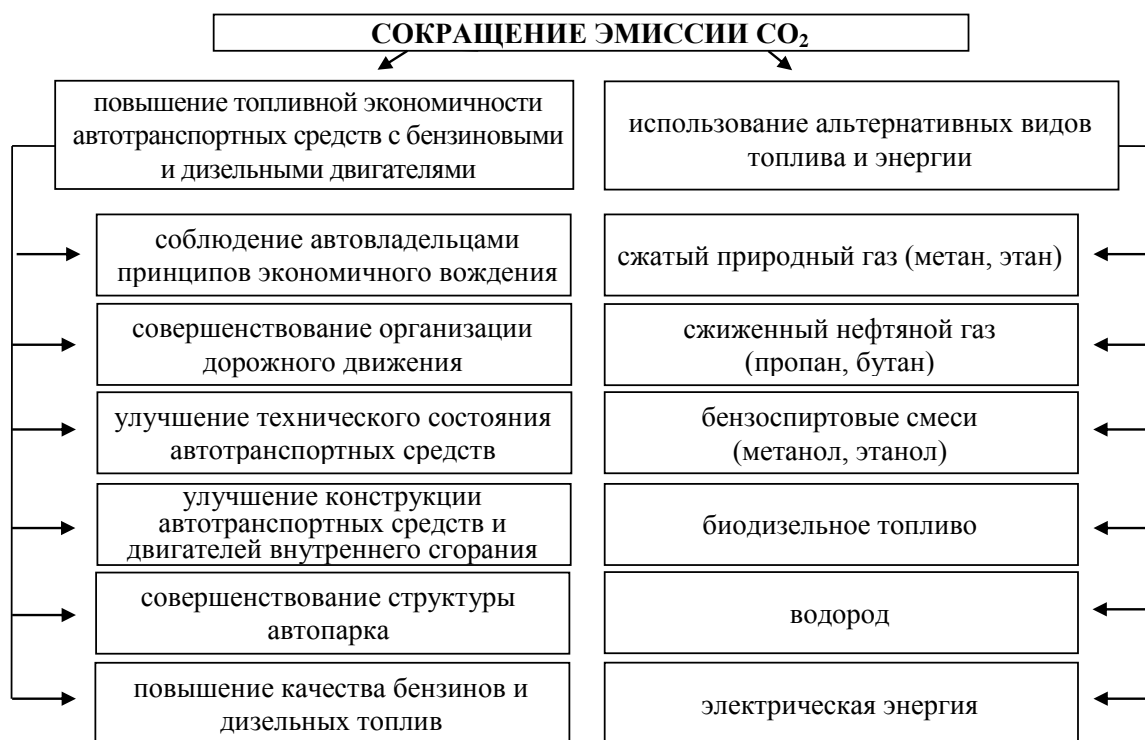 СОКРАЩЕНИЕ ЭМИССИИ CO₂
повышение топливной экономичности
автотранспортных средств с бензиновыми
и дизельными двигателями
использование альтернативных видов
топлива и энергии
соблюдение автовладельцами
принципов экономичного вождения
сжатый природный газ (метан, этан)
совершенствование организации
дорожного движения
сжиженный нефтяной газ
(пропан, бутан)
улучшение технического состояния
автотранспортных средств
бензоспиртовые смеси
(метанол, этанол)
улучшение конструкции
автотранспортных средств и
двигателей внутреннего сгорания
биодизельное топливо
совершенствование структуры
автопарка
водород
повышение качества бензинов и
дизельных топлив
электрическая энергия